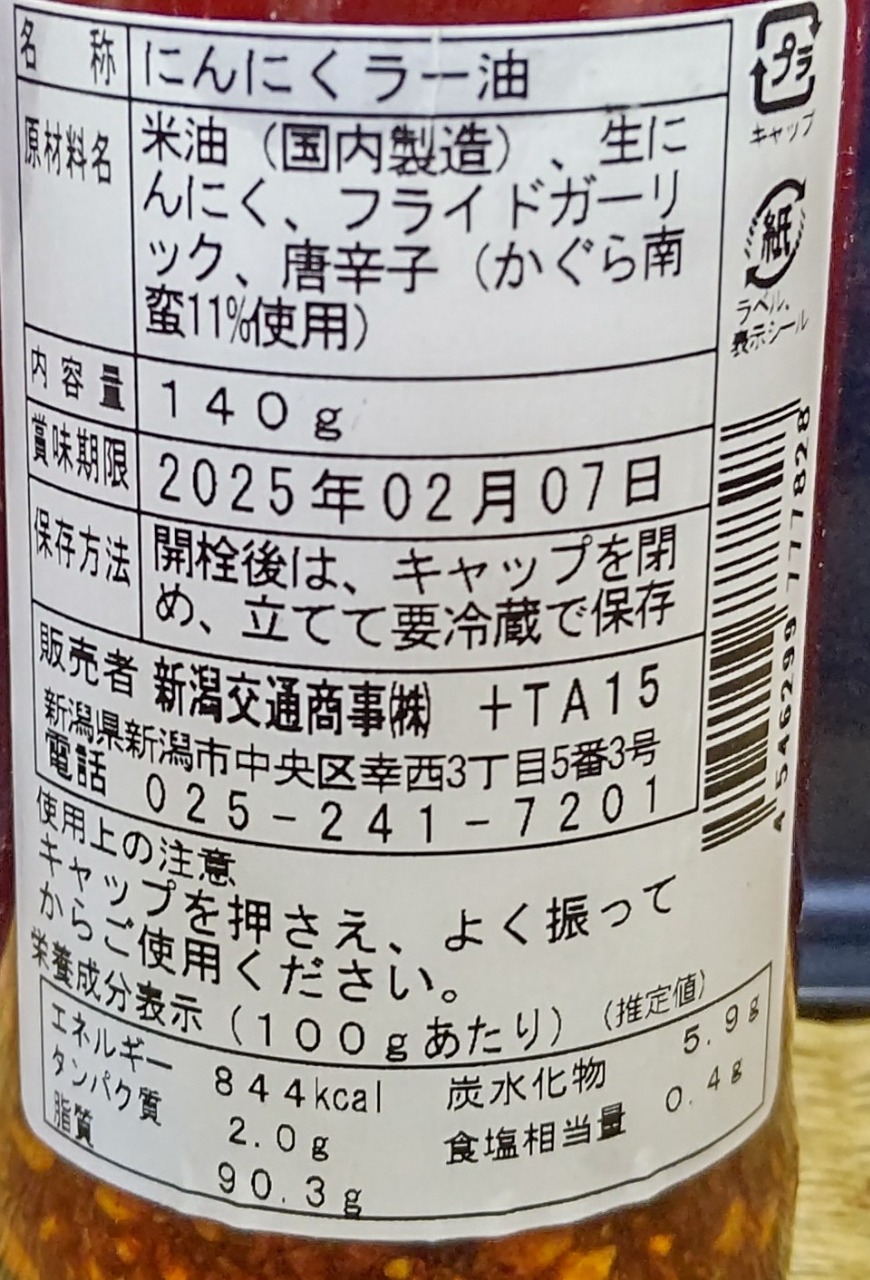 名 称 にんにくラー油
原材料名 米油（国内製造）、生に
んにく、フライドガーリ
ック、唐辛子（かぐら南
蛮11%使用）
内容量 140g
賞味期限 2025年02月07日
保存方法 開栓後は、キャップを閉
め、立てて要冷蔵で保存
販売者 新潟交通商事㈱ +TA15
新潟県新潟市中央区幸西3丁目5番3号
電話 025-241-7201
使用上の注意
キャップを押さえ、よく振って
からご使用ください。
栄養成分表示（100gあたり）（推定値）
エネルギー 844kcal 炭水化物 5.9g
タンパク質 2.0g 食塩相当量 0.4g
脂質 90.3g
プラ
キャップ
紙
ラベル、
表示シール
4546299777828